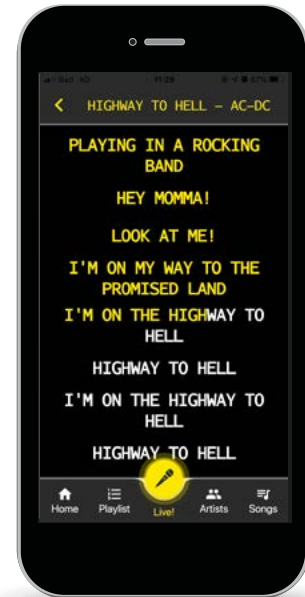 11:29
HIGHWAY TO HELL – AC-DC
PLAYING IN A ROCKING
BAND
HEY MOMMA!
LOOK AT ME!
I'M ON MY WAY TO THE
PROMISED LAND
I'M ON THE HIGHWAY TO
HELL
HIGHWAY TO HELL
I'M ON THE HIGHWAY TO
HELL
HIGHWAY TO HELL
Home Playlist Live! Artists Songs